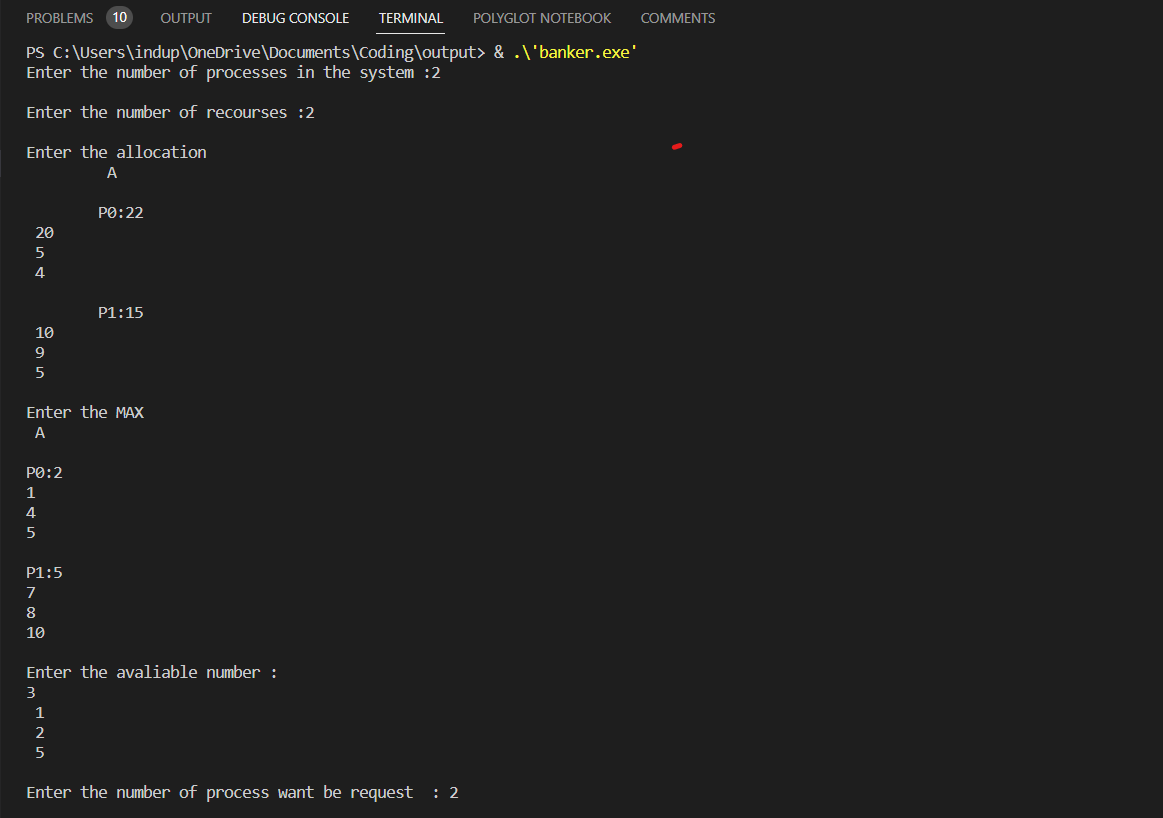 PROBLEMS 10 OUTPUT DEBUG CONSOLE TERMINAL POLYGLOT NOTEBOOK COMMENTS
PS C:\Users\indup\OneDrive\Documents\Coding\output> & .\'banker.exe'
Enter the number of processes in the system :2
Enter the number of recourses :2
Enter the allocation
A
P0:22
20
5
4
P1:15
10
9
5
Enter the MAX
A
P0:2
1
4
5
P1:5
7
8
10
Enter the avaliable number :
3
1
2
5
Enter the number of process want be request  : 2